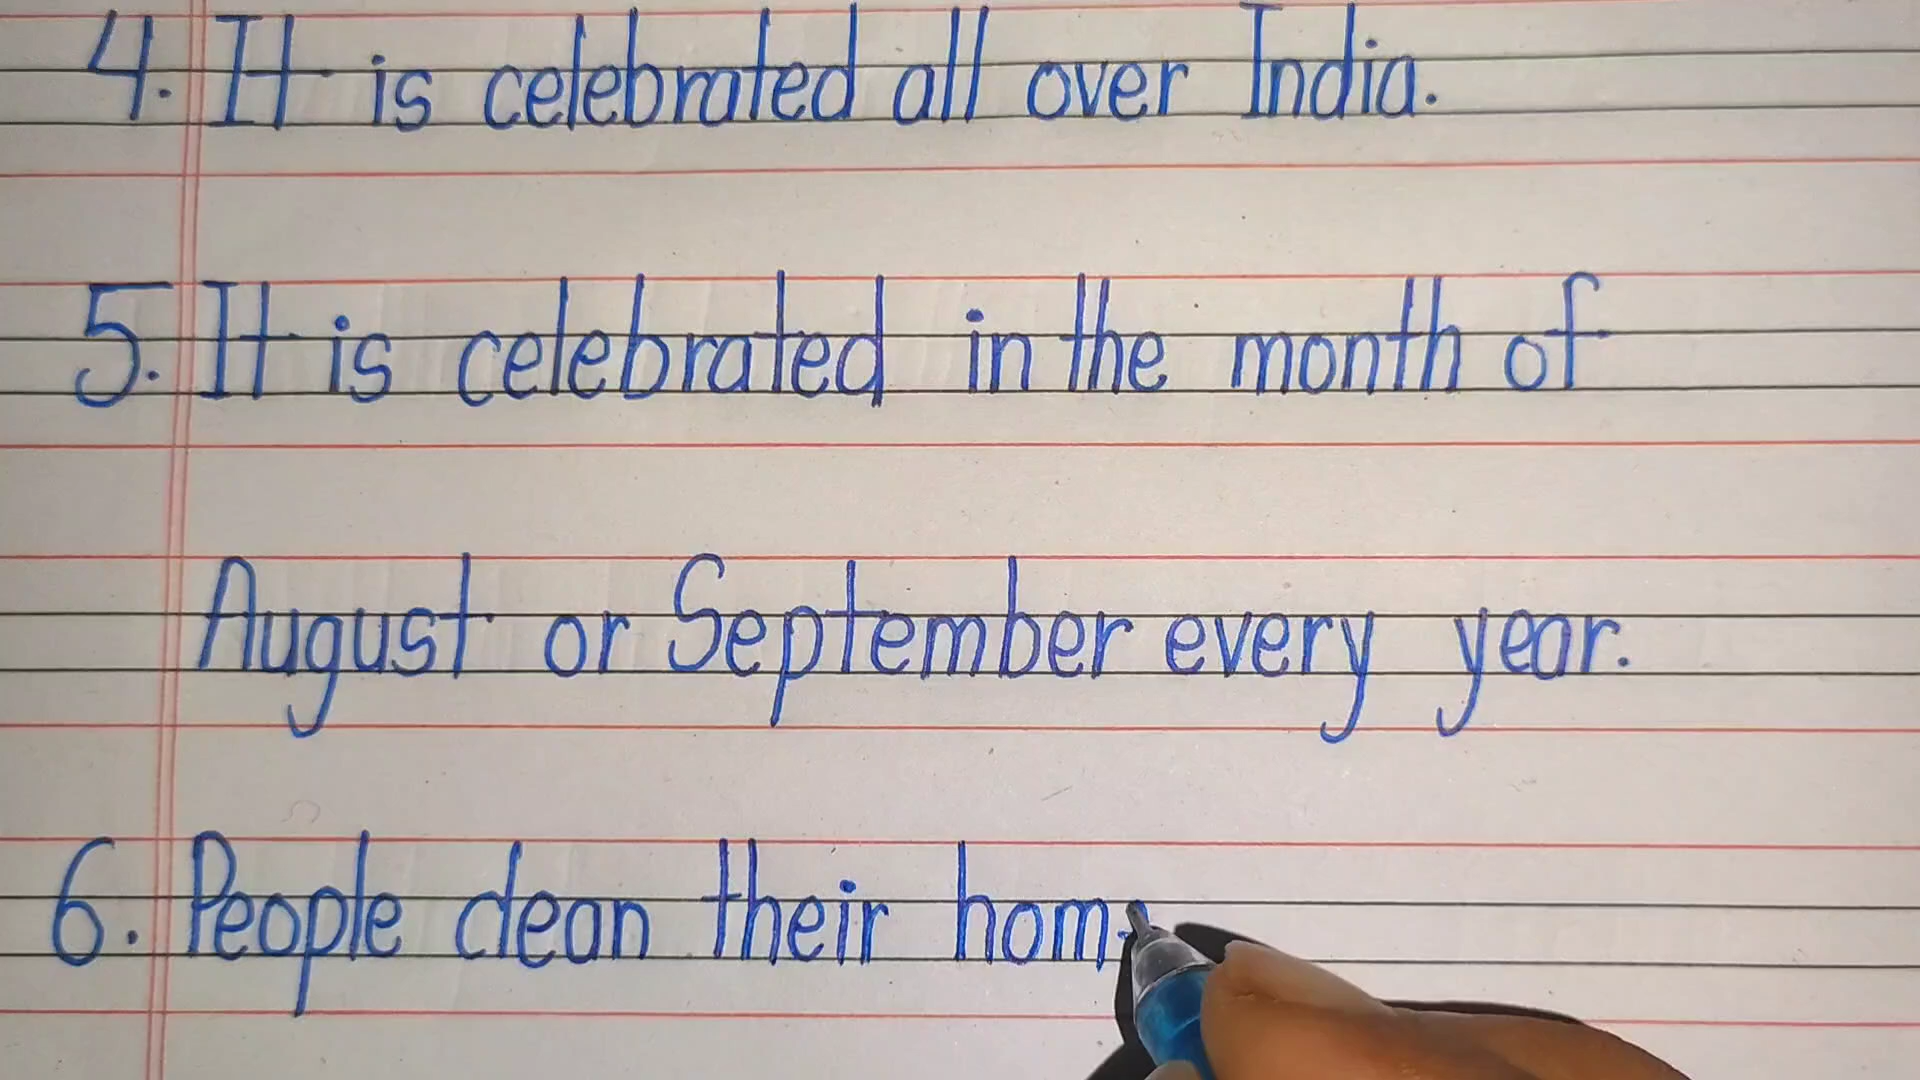 4. It is celebrated all over India.
5. It is celebrated in the month of
August or September every year.
6. People clean their hom